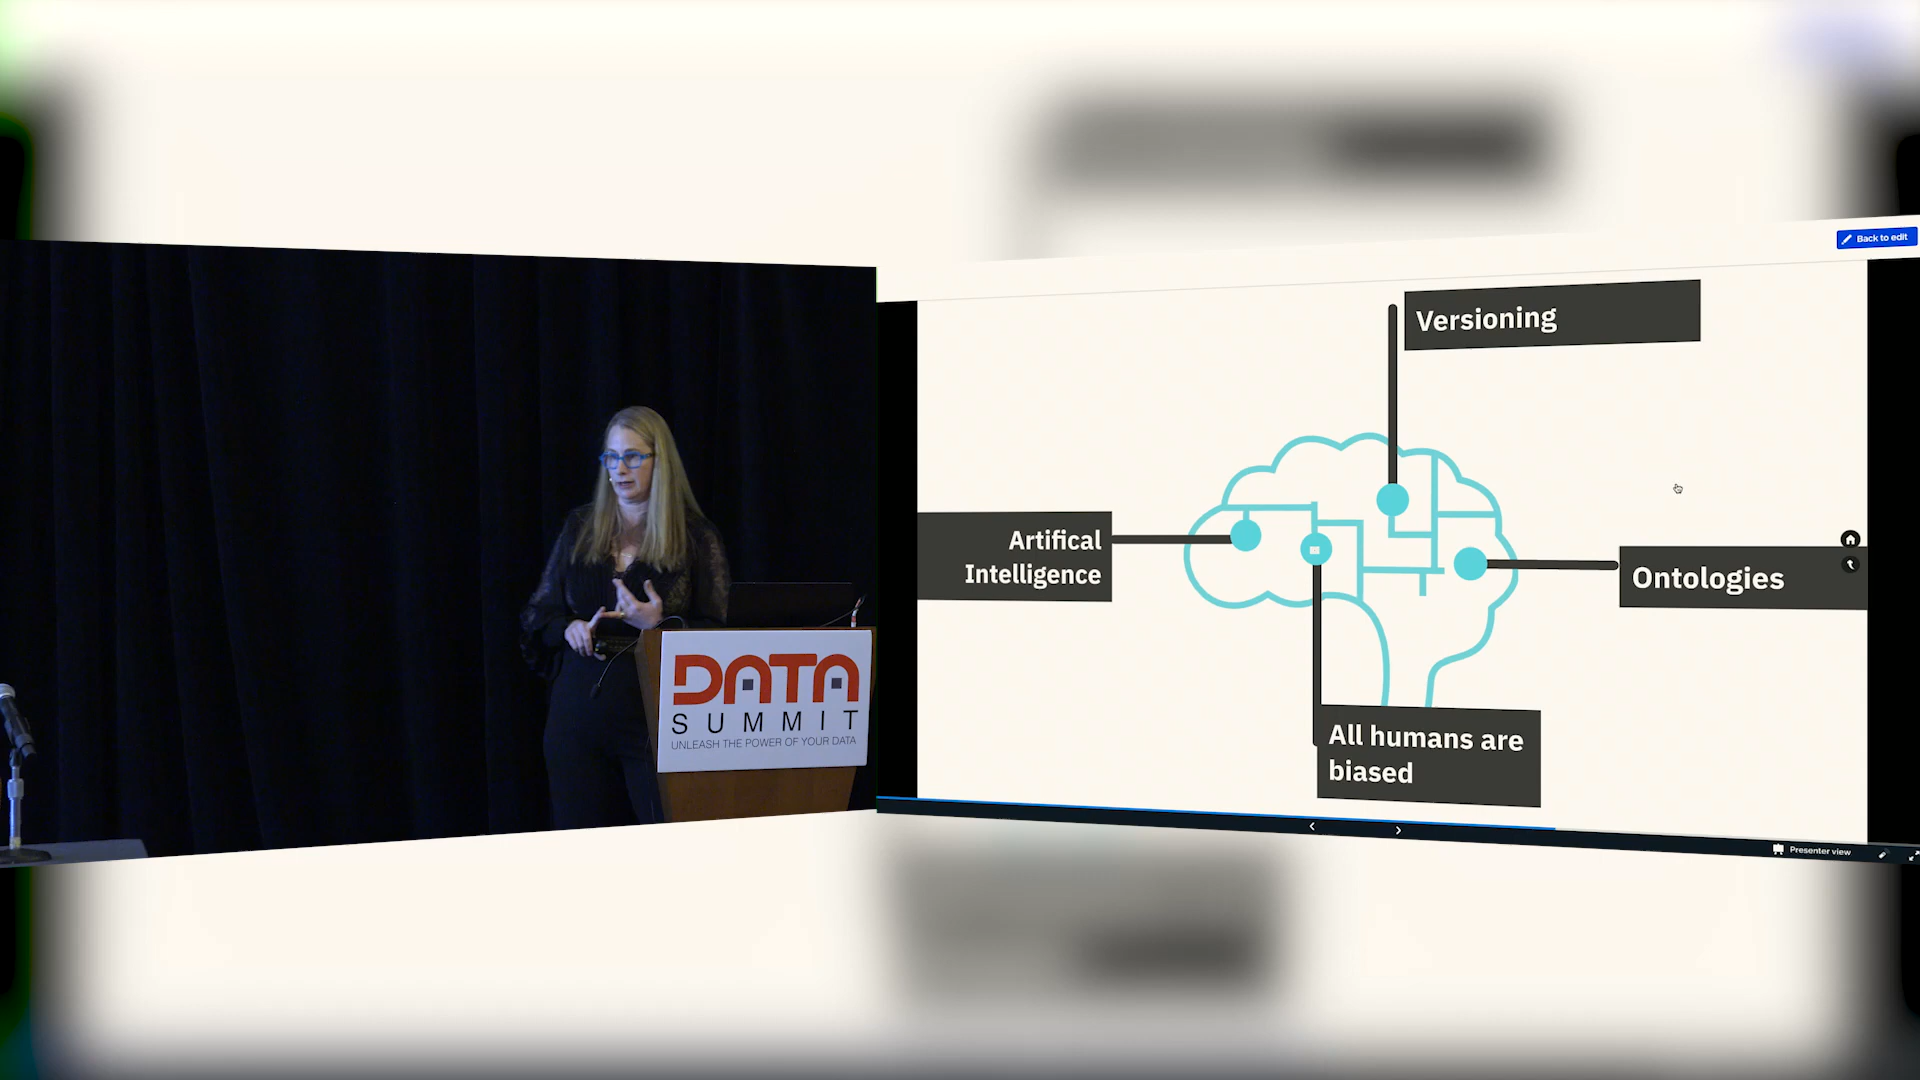 DATA
SUMMIT
UNLEASH THE POWER OF YOUR DATA
Back to edit
Versioning
Artifical
Intelligence
Ontologies
All humans are
biased
Presenter view